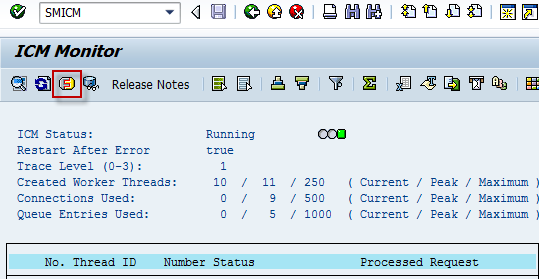 SMICM
ICM Monitor
Release Notes
ICM Status: Running
Restart After Error true
Trace Level (0-3): 1
Created Worker Threads: 10 / 11 / 250 ( Current / Peak / Maximum )
Connections Used: 0 / 9 / 500 ( Current / Peak / Maximum )
Queue Entries Used: 0 / 5 / 1000 ( Current / Peak / Maximum )
No. Thread ID Number Status Processed Request